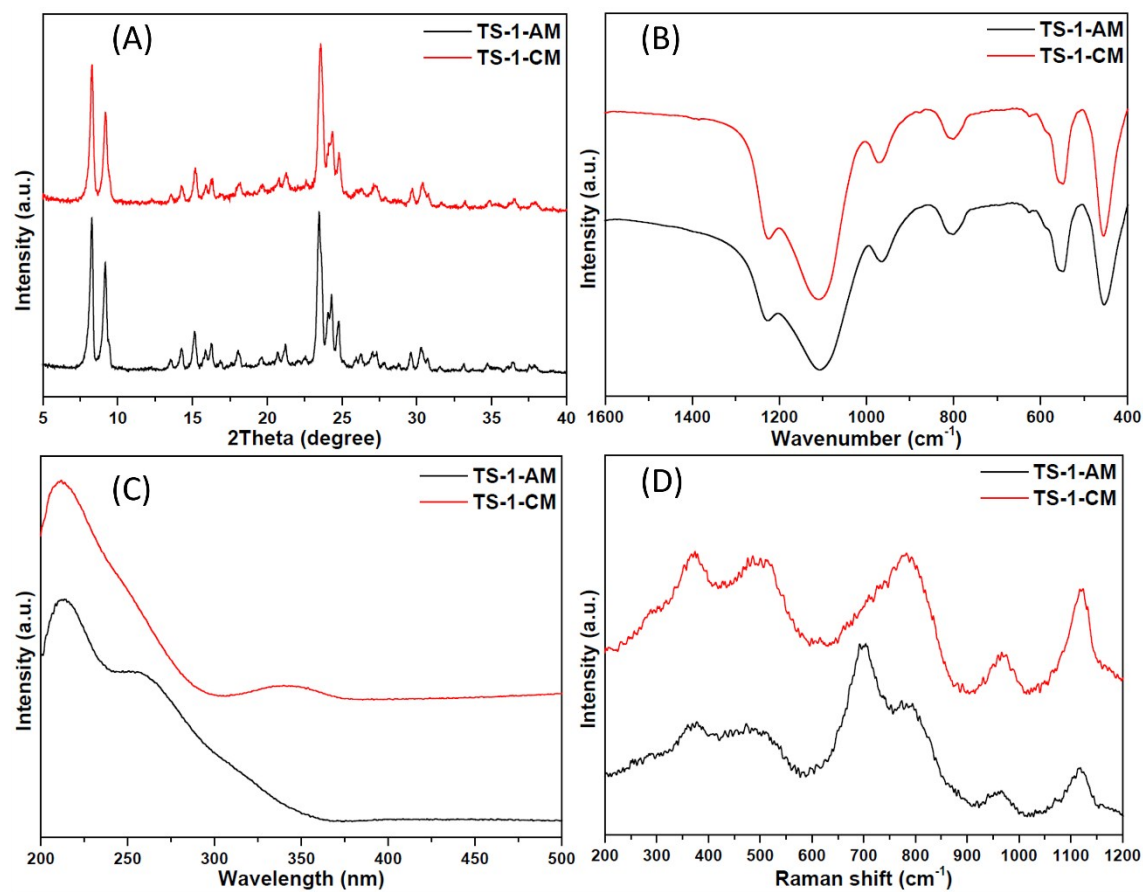 (A)
TS-1-AM
TS-1-CM
Intensity (a.u.)
5 10 15 20 25 30 35 40
2Theta (degree)
(B)
TS-1-AM
TS-1-CM
Intensity (a.u.)
1600 1400 1200 1000 800 600 400
Wavenumber (cm⁻¹)
(C)
TS-1-AM
TS-1-CM
Intensity (a.u.)
200 250 300 350 400 450 500
Wavelength (nm)
(D)
TS-1-AM
TS-1-CM
Intensity (a.u.)
200 300 400 500 600 700 800 900 1000 1100 1200
Raman shift (cm⁻¹)